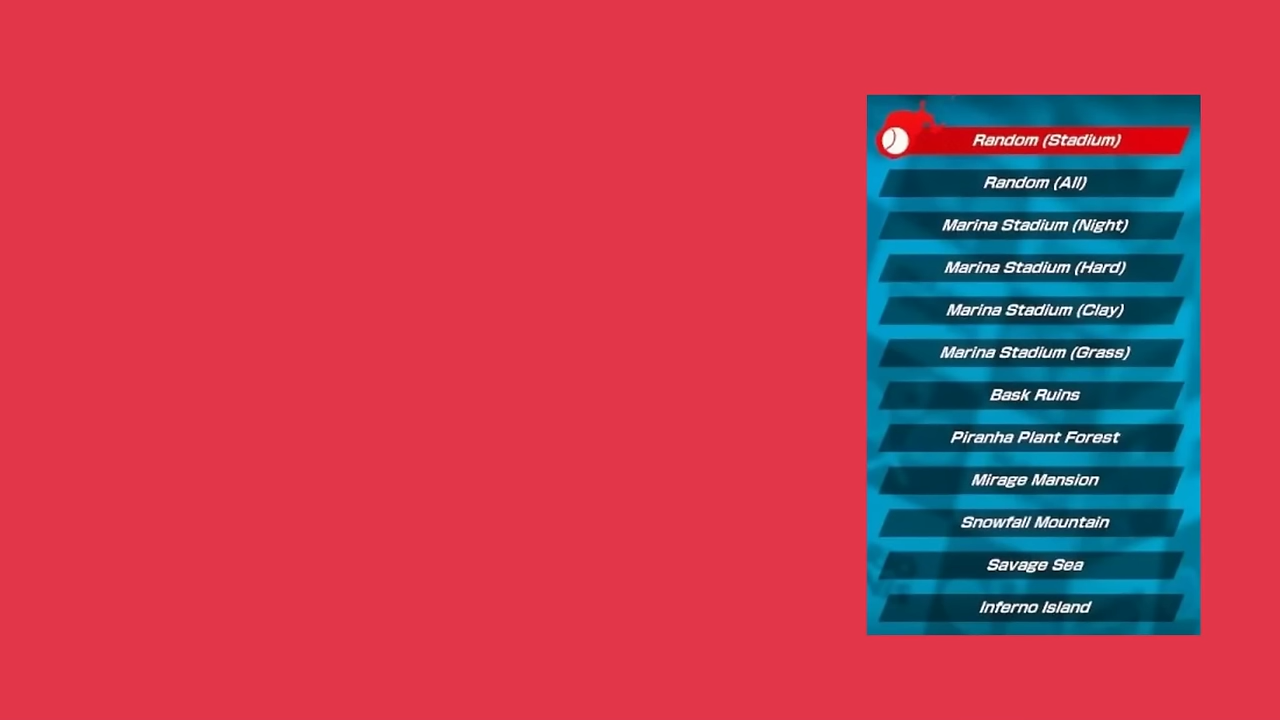 Random (Stadium)
Random (All)
Marina Stadium (Night)
Marina Stadium (Hard)
Marina Stadium (Clay)
Marina Stadium (Grass)
Bask Ruins
Piranha Plant Forest
Mirage Mansion
Snowfall Mountain
Savage Sea
Inferno Island